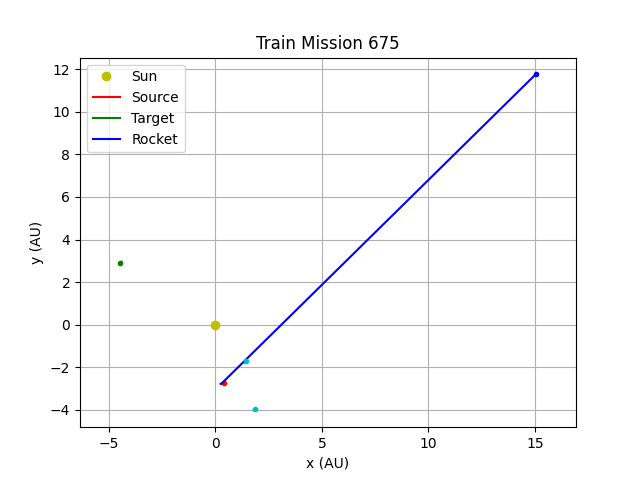 Train Mission 675
Sun
Source
Target
Rocket
y (AU)
12
10
8
6
4
2
0
−2
−4
−5
0
5
10
15
x (AU)